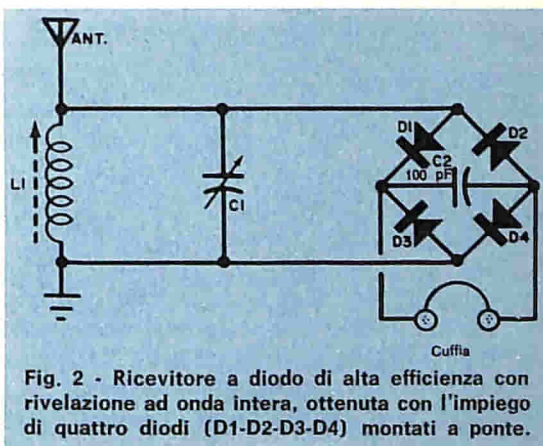 ANT.
L1
C1
D1
D2
C2
100 pF
D3
D4
Cuffia
Fig. 2 - Ricevitore a diodo di alta efficienza con
rivelazione ad onda intera, ottenuta con l'impiego
di quattro diodi (D1-D2-D3-D4) montati a ponte.